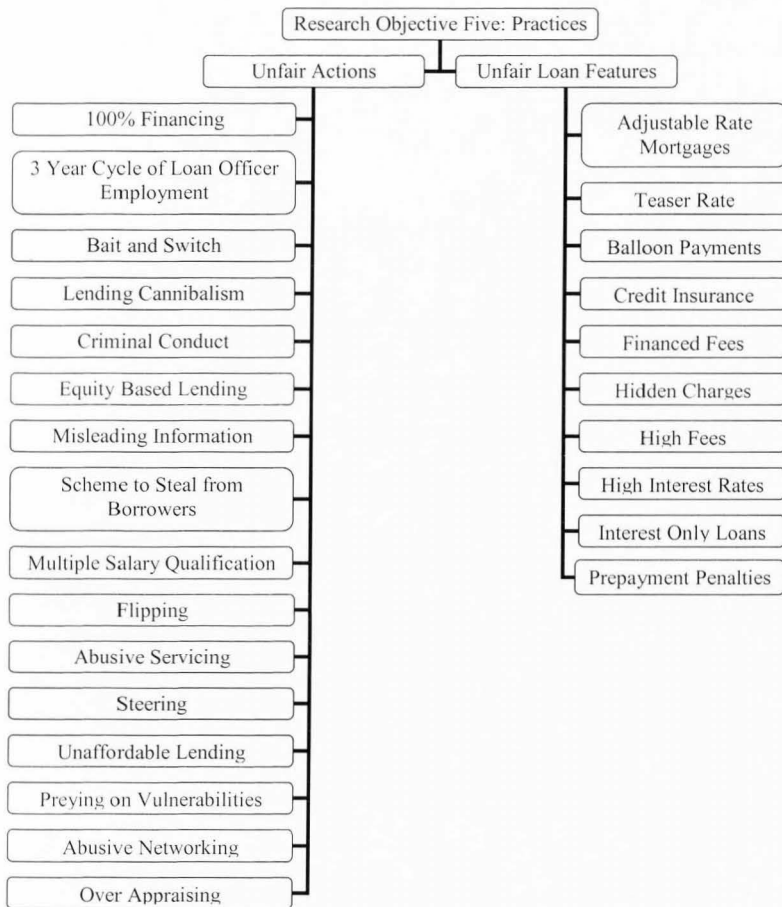 Research Objective Five: Practices
Unfair Actions
Unfair Loan Features
100% Financing
3 Year Cycle of Loan Officer
Employment
Bait and Switch
Lending Cannibalism
Criminal Conduct
Equity Based Lending
Misleading Information
Scheme to Steal from
Borrowers
Multiple Salary Qualification
Flipping
Abusive Servicing
Steering
Unaffordable Lending
Preying on Vulnerabilities
Abusive Networking
Over Appraising
Adjustable Rate
Mortgages
Teaser Rate
Balloon Payments
Credit Insurance
Financed Fees
Hidden Charges
High Fees
High Interest Rates
Interest Only Loans
Prepayment Penalties